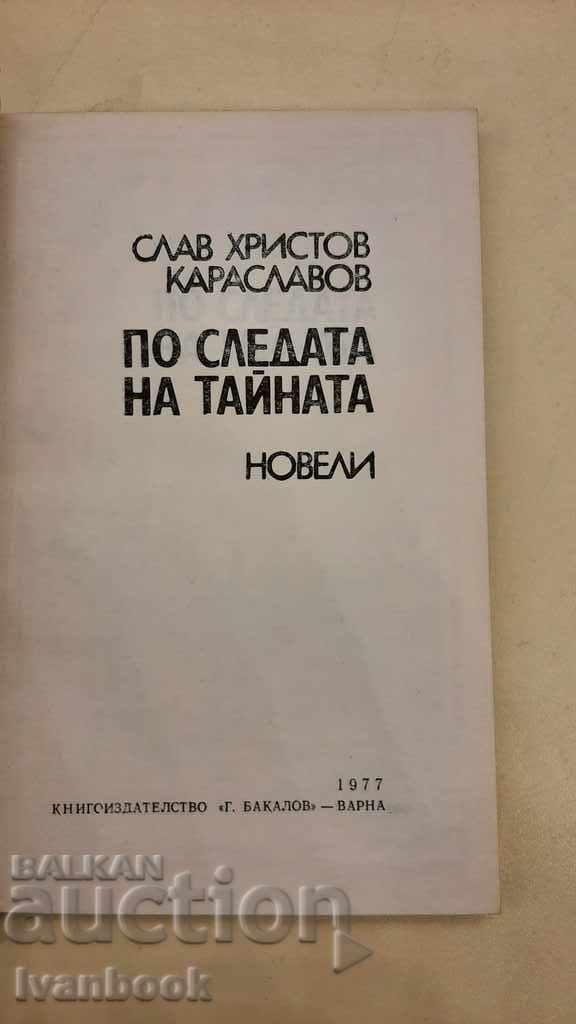 СЛАВ ХРИСТОВ
КАРАСЛАВОВ
ПО СЛЕДАТА
НА ТАЙНАТА
НОВЕЛИ
1977
КНИГОИЗДАТЕЛСТВО «Г. БАКАЛОВ» — ВАРНА
BALKAN
auction
Ivanbook